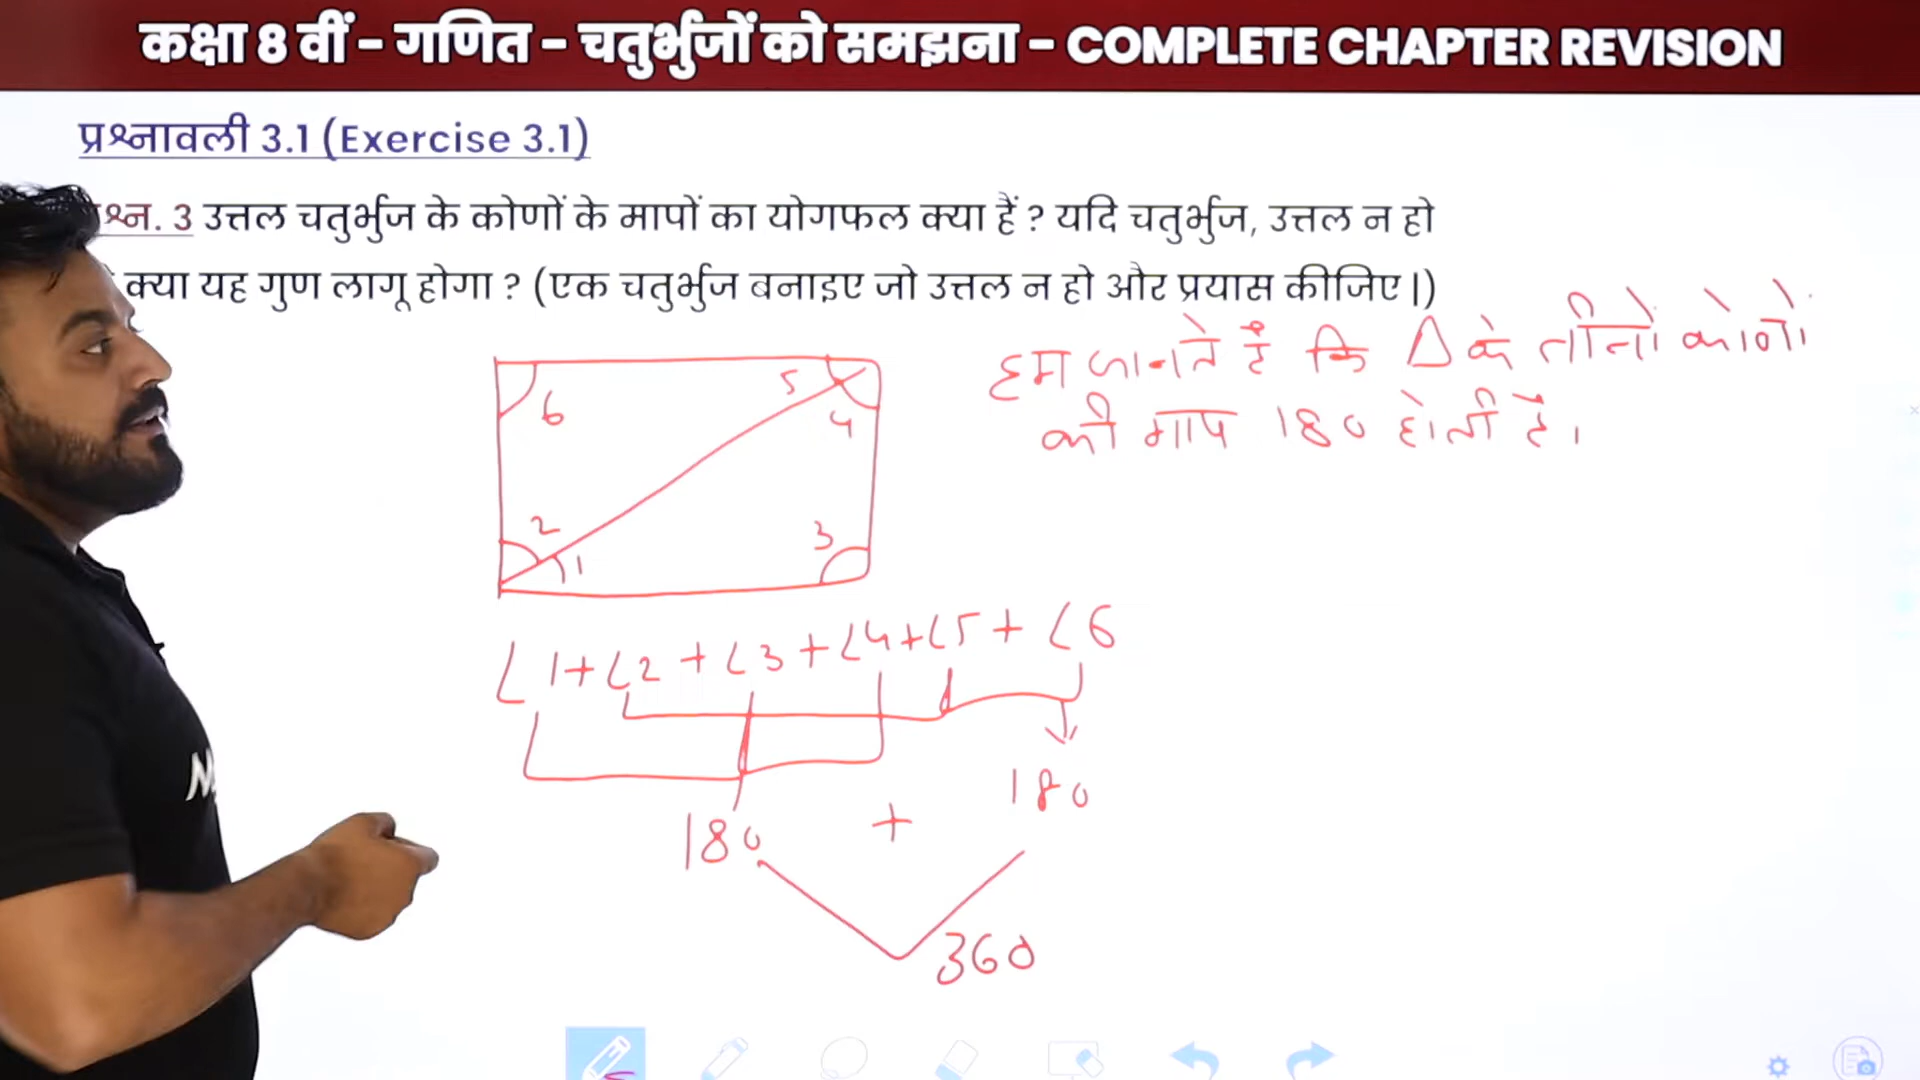 कक्षा 8 वीं – गणित – चतुर्भुजों को समझना – COMPLETE CHAPTER REVISION
प्रश्नावली 3.1 (Exercise 3.1)
श्न. 3 उत्तल चतुर्भुज के कोणों के मापों का योगफल क्या हैं ? यदि चतुर्भुज, उत्तल न हो
क्या यह गुण लागू होगा ? (एक चतुर्भुज बनाइए जो उत्तल न हो और प्रयास कीजिए।)
हम जानते है कि Δ के तीनो कोणो
की माप 180 होती है।
5
6
4
2
3
1
∠1+∠2+∠3+∠4+∠5+∠6
180 + 180
360